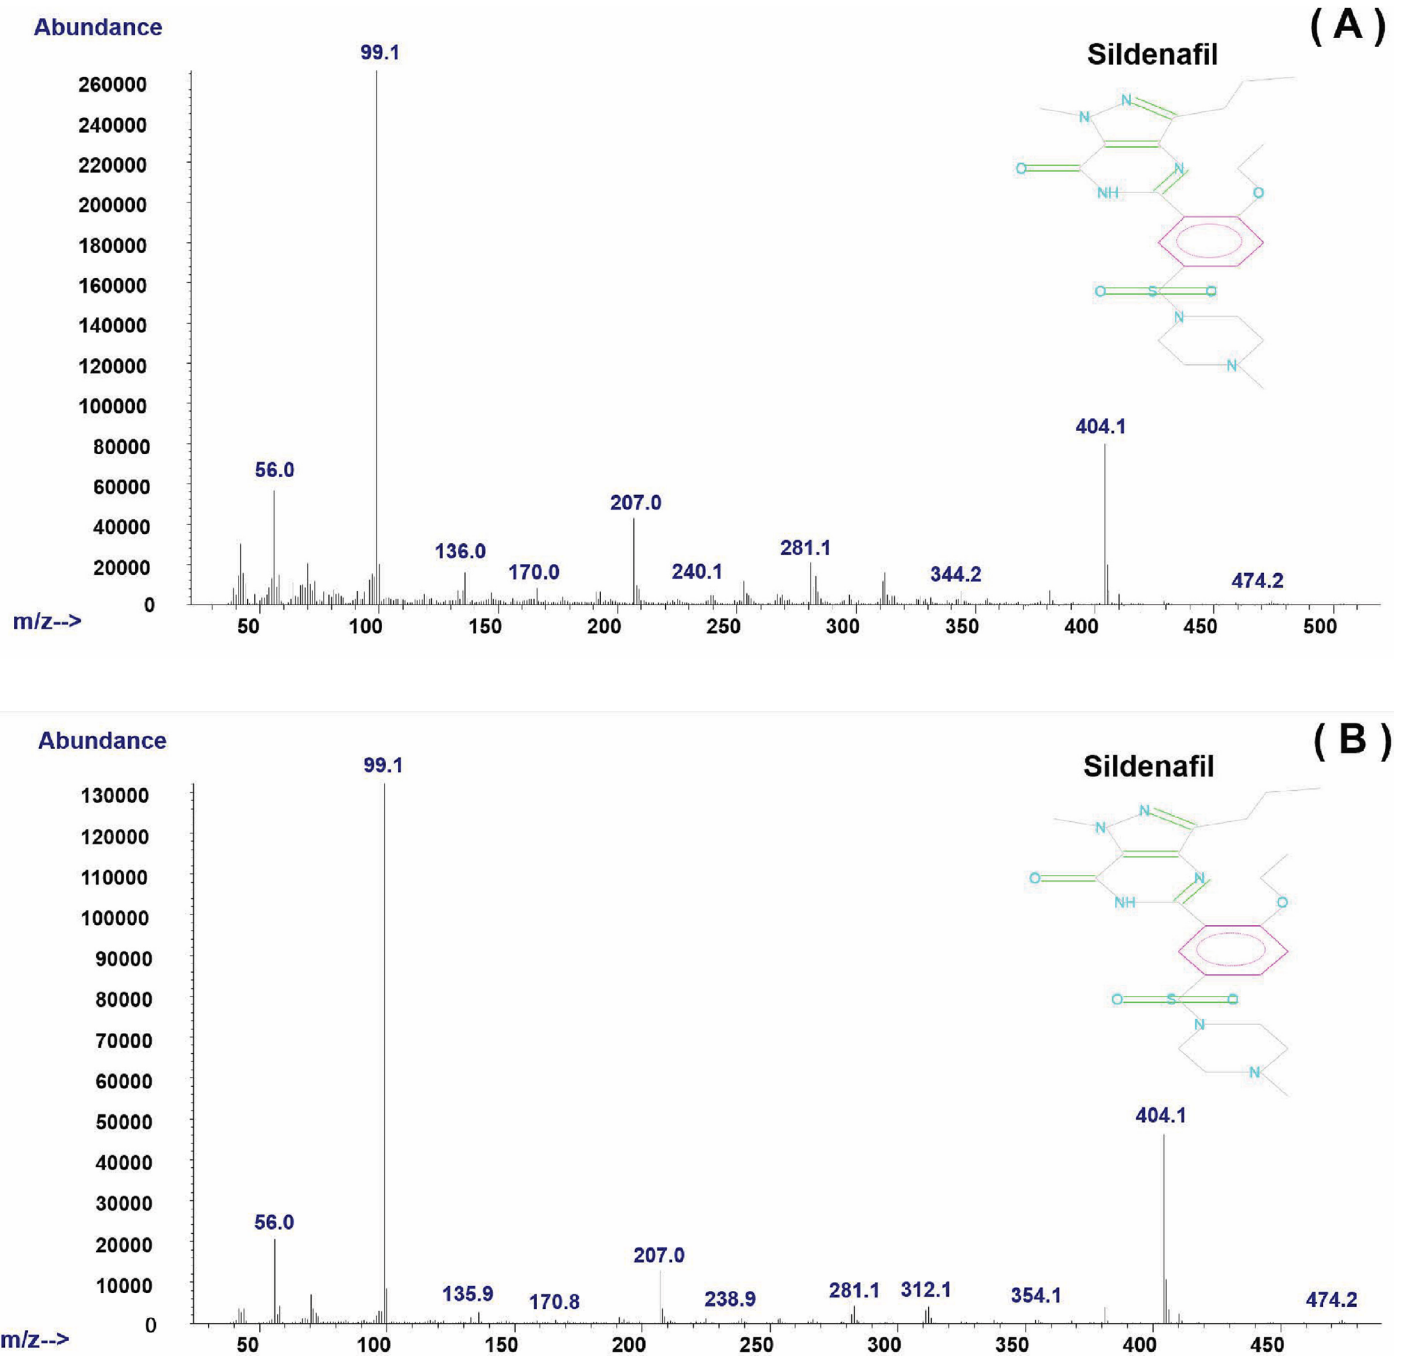 Abundance
( A )
99.1
Sildenafil
260000
240000
220000
200000
180000
160000
140000
120000
100000
80000
60000
40000
20000
0
N
N
O
N
NH
O
O
S
O
N
N
404.1
56.0
207.0
136.0
170.0
240.1
281.1
344.2
474.2
m/z-->
50
100
150
200
250
300
350
400
450
500
Abundance
( B )
99.1
Sildenafil
130000
120000
110000
100000
90000
80000
70000
60000
50000
40000
30000
20000
10000
0
N
N
O
N
NH
O
O
S
O
N
N
404.1
56.0
207.0
135.9
170.8
238.9
281.1
312.1
354.1
474.2
m/z-->
50
100
150
200
250
300
350
400
450